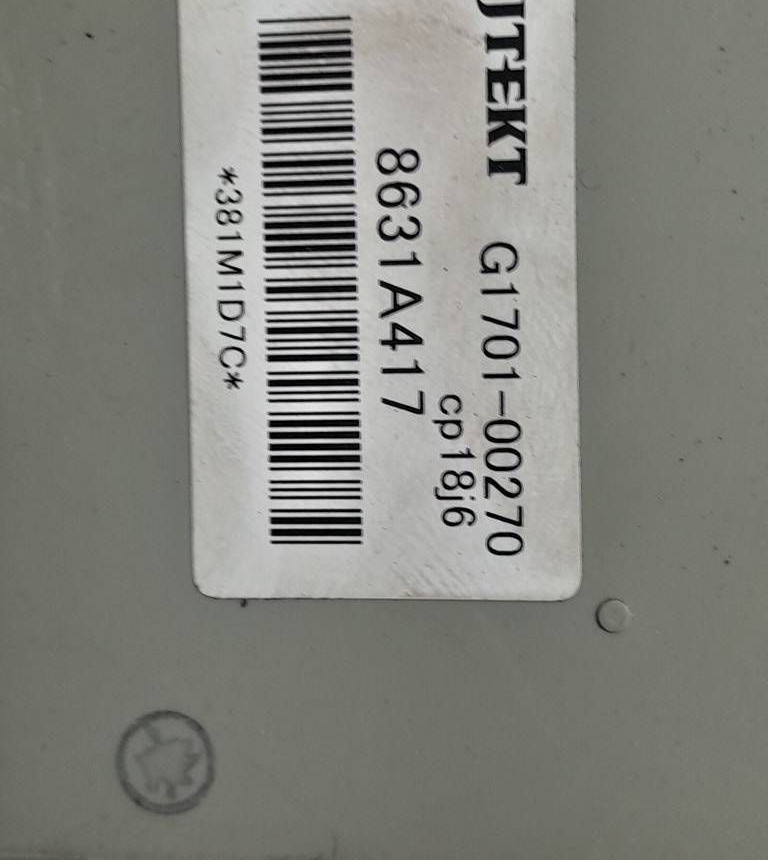 JTEKT G1701-00270
cp18j6
8631A417
*381M1D7C*